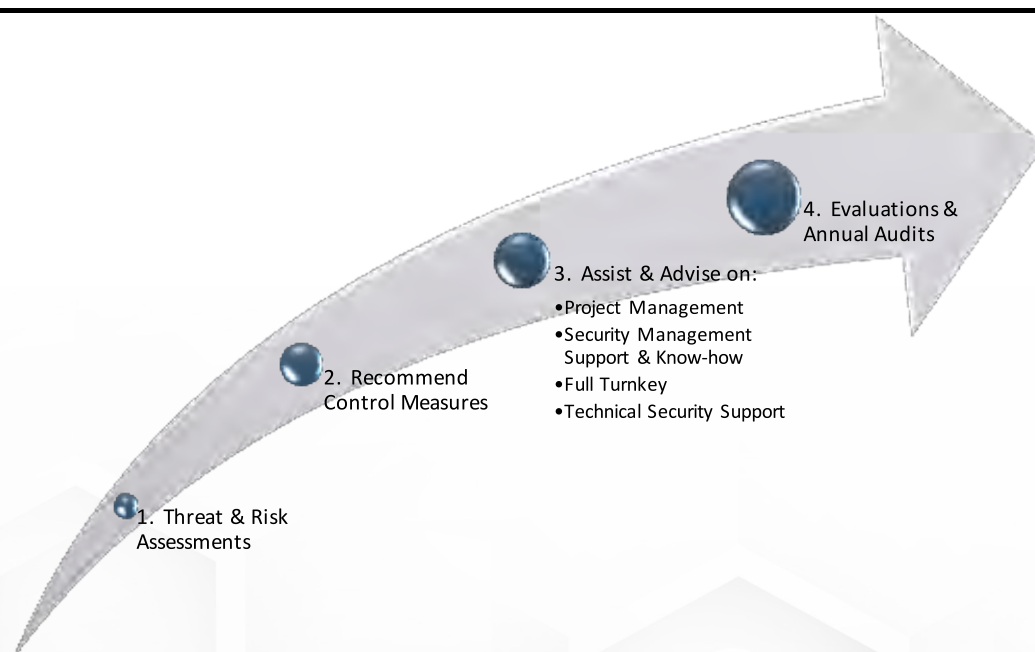 1. Threat & Risk
Assessments
2. Recommend
Control Measures
3. Assist & Advise on:
•Project Management
•Security Management
Support & Know-how
•Full Turnkey
•Technical Security Support
4. Evaluations &
Annual Audits